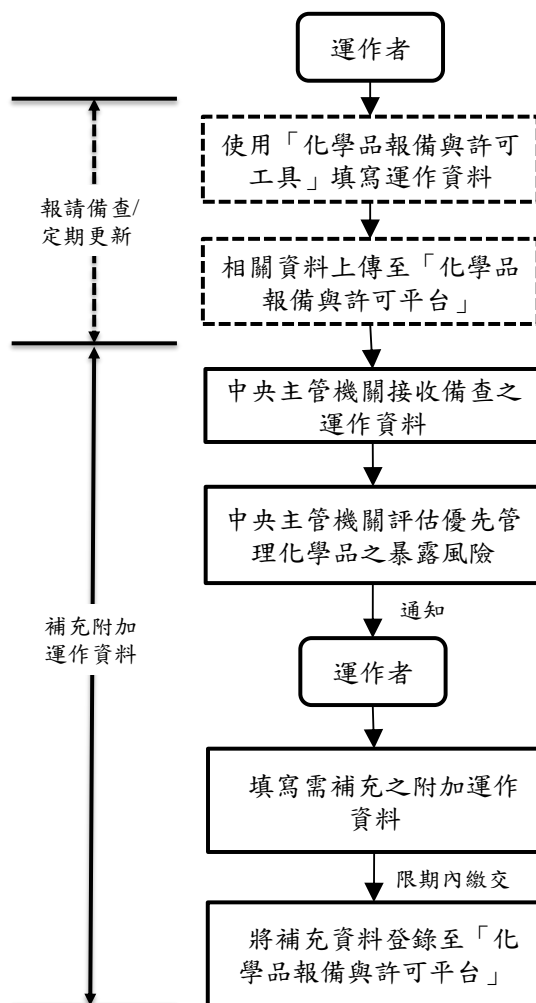 運作者
使用「化學品報備與許可
工具」填寫運作資料
報請備查/
定期更新
相關資料上傳至「化學品
報備與許可平台」
中央主管機關接收備查之
運作資料
中央主管機關評估優先管
理化學品之暴露風險
通知
補充附加
運作資料
運作者
填寫需補充之附加運作
資料
限期內繳交
將補充資料登錄至「化
學品報備與許可平台」